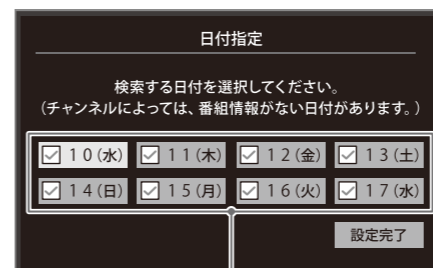 日付指定
検索する日付を選択してください。
（チャンネルによっては、番組情報がない日付があります。）
10(水) 11(木) 12(金) 13(土)
14(日) 15(月) 16(火) 17(水)
設定完了